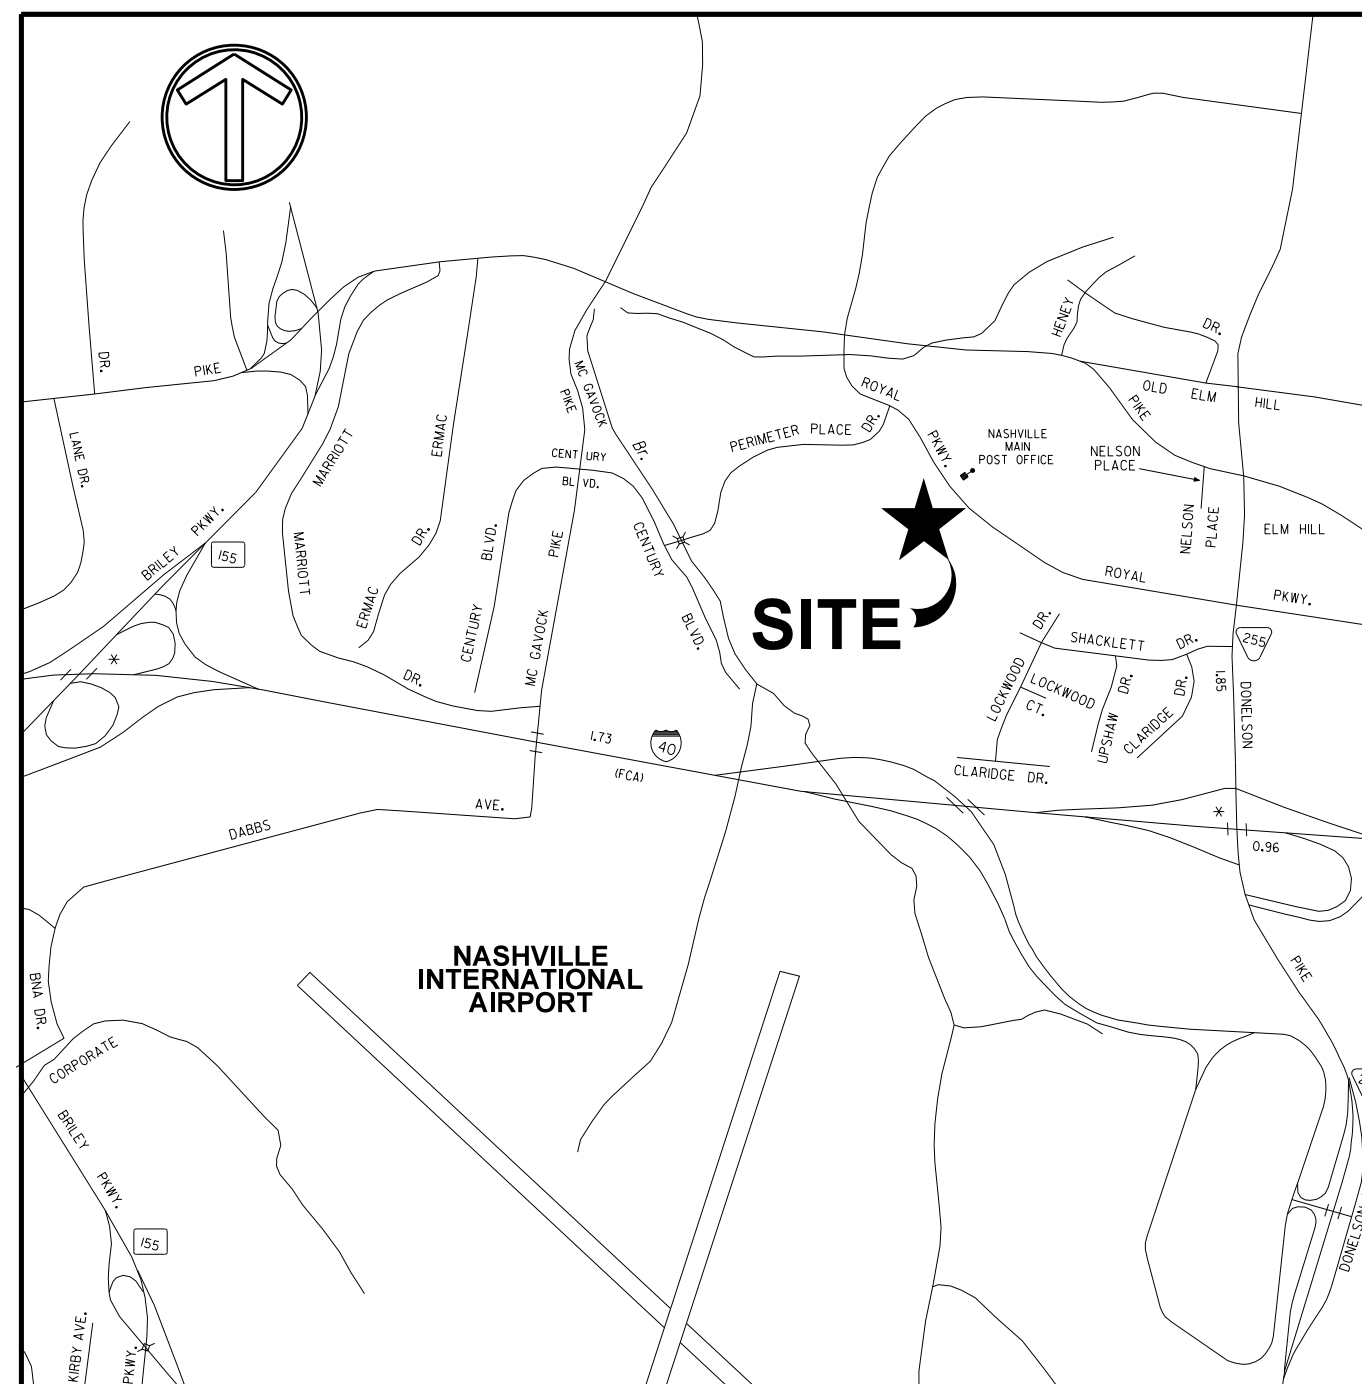 DR.
PIKE
LANE DR.
BRILEY
PKWY.
155
MARRIOTT
MARRIOTT
DR.
ERMAC
DR.
ERMAC
MC GAVOCK
PIKE
Br.
CENTURY
BLVD.
BLVD.
CENTURY
PIKE
MC GAVOCK
CENTURY
BLVD.
PERIMETER PLACE
DR.
ROYAL
PKWY.
NASHVILLE
MAIN
POST OFFICE
HENEY
DR.
OLD ELM HILL
PIKE
NELSON
PLACE
NELSON
PLACE
ELM HILL
ROYAL
PKWY.
SITE
SHACKLETT
DR.
255
DR.
LOCKWOOD
LOCKWOOD
CT.
UPSHAW
DR.
CLARIDGE
DR.
CLARIDGE DR.
1.85
DONELSON
1.73
40
(FCA)
*
*
0.96
AVE.
DABBS
NASHVILLE
INTERNATIONAL
AIRPORT
PIKE
BNA DR.
CORPORATE
BRILEY
PKWY.
155
KIRBY AVE.
PKWY.
DONELSON